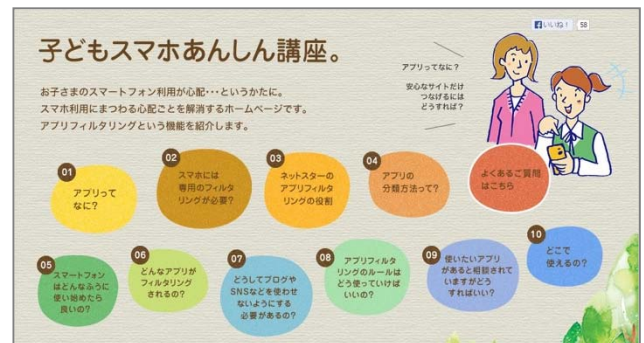 いいね！ 58
子どもスマホあんしん講座。
アプリってなに？
安心なサイトだけ
つなげるには
どうすれば？
お子さまのスマートフォン利用が心配・・・というかたに。
スマホ利用にまつわる心配ごとを解消するホームページです。
アプリフィルタリングという機能を紹介します。
01
アプリって
なに？
02
スマホには
専用のフィルタ
リングが必要？
03
ネットスターの
アプリフィルタ
リングの役割
04
アプリの
分類方法って？
よくあるご質問
はこちら
05
スマートフォン
はどんなふうに
使い始めたら
良いの？
06
どんなアプリが
フィルタリング
されるの？
07
どうしてブログや
SNSなどを使わせ
ないようにする
必要があるの？
08
アプリフィルタ
リングのルールは
どう使っていけば
いいの？
09
使いたいアプリ
があると相談されて
いますがどう
すればいい？
10
どこで
使えるの？